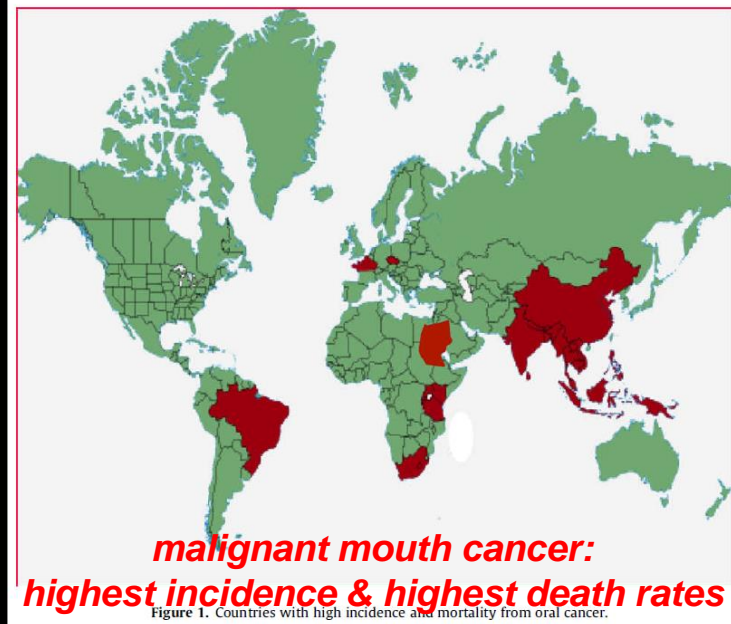 malignant mouth cancer:
highest incidence & highest death rates
Figure 1. Countries with high incidence and mortality from oral cancer.